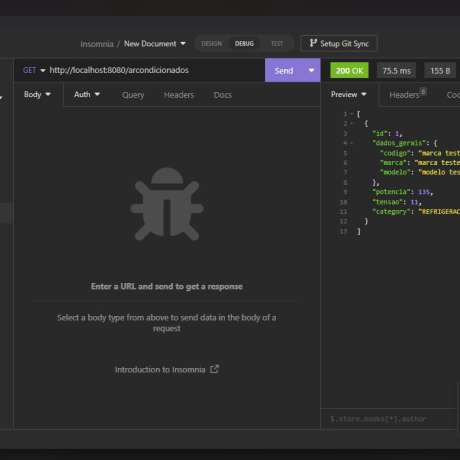 Insomnia / New Document DESIGN DEBUG TEST Setup Git Sync
GET http://localhost:8080/arcondicionados Send 200 OK 75.5 ms 155 B
Body Auth Query Headers Docs Preview Headers 6
1 [
2 {
3 "id": 1,
4 "dados_gerais": {
5 "codigo": "marca
6 "marca": "marca teste
7 "modelo": "modelo
8 },
9 "potencia": 135,
10 "tensao": 11,
11 "category":
12 }
13 ]
Enter a URL and send to get a response
Select a body type from above to send data in the body of a
request
Introduction to Insomnia
$.store.books[*].author